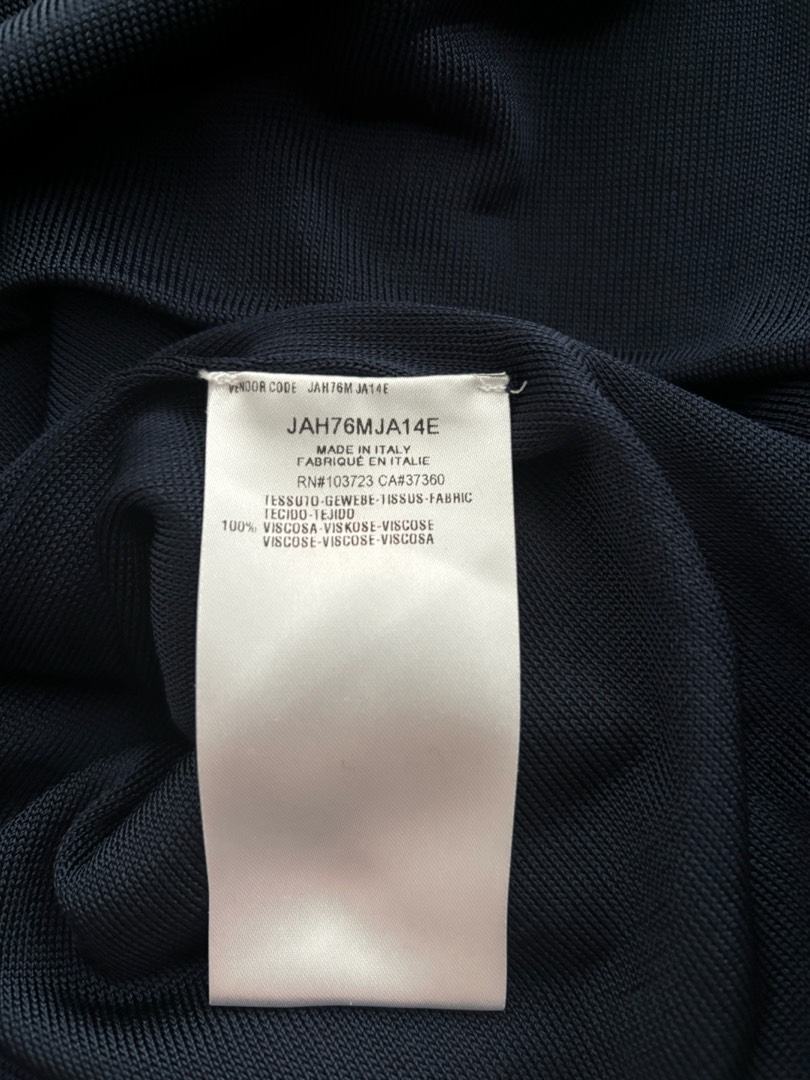 VENDOR CODE JAH76M JA14E
JAH76MJA14E
MADE IN ITALY
FABRIQUÉ EN ITALIE
RN#103723 CA#37360
TESSUTO-GEWEBE-TISSUS-FABRIC
TECIDO-TEJIDO
100% VISCOSA-VISKOSE-VISCOSE
VISCOSE-VISCOSE-VISCOSA